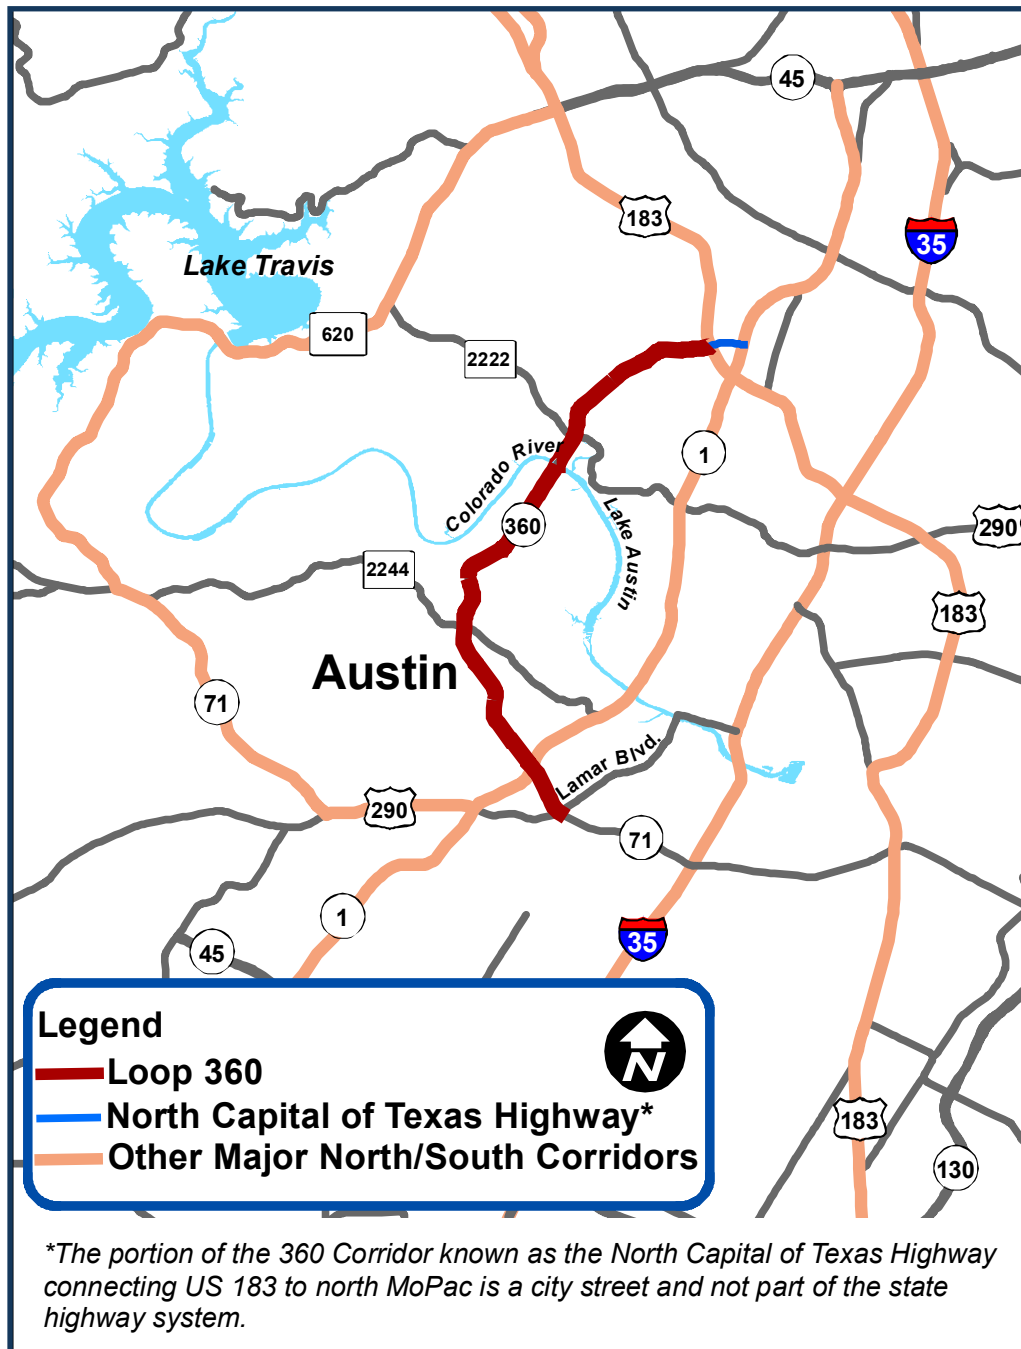 45
183
35
Lake Travis
620
2222
1
Colorado River
360
Lake Austin
290
2244
183
Austin
71
Lamar Blvd.
290
71
1
35
45
Legend
Loop 360
North Capital of Texas Highway*
Other Major North/South Corridors
N
183
130
*The portion of the 360 Corridor known as the North Capital of Texas Highway
connecting US 183 to north MoPac is a city street and not part of the state
highway system.